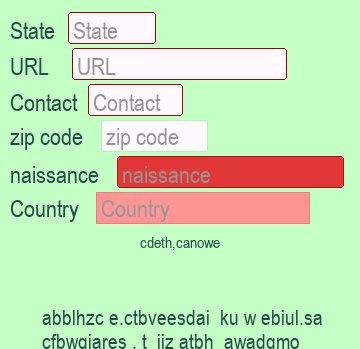 State State
URL URL
Contact Contact
zip code zip code
naissance naissance
Country Country
cdeth,canowe
abblhzc e.ctbveesdai ku w ebiul.sa
cfbwgiares . t jiz atbh awadgmo